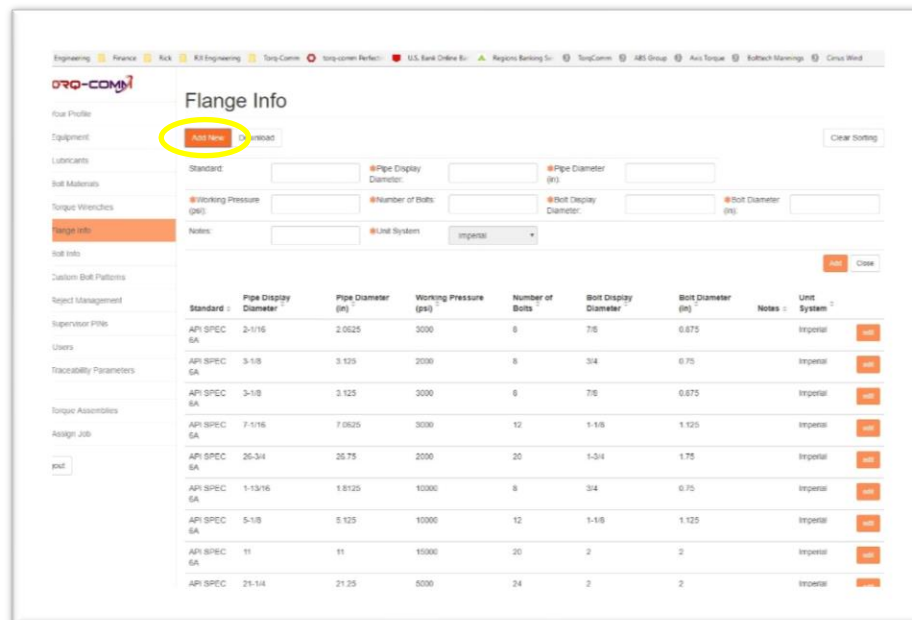 Engineering Finance Rick RJI Engineering Torq-Comm torq-comm Perfect U.S. Bank Online Ba Regions Banking S TorqComm ABS Group Axis Torque Bolttech Mannings Cirrus Wind
ORQ-COMM
Flange Info
Your Profile
Equipment
Lubricants
Bolt Materials
Torque Wrenches
Flange Info
Bolt Info
Custom Bolt Patterns
Reject Management
Supervisor PINs
Users
Traceability Parameters
Torque Assemblies
Assign Job
gout
Add New Download Clear Sorting
Standard: Pipe Display Diameter: Pipe Diameter (in):
Working Pressure (psi): Number of Bolts: Bolt Display Diameter: Bolt Diameter (in):
Notes: Unit System Imperial
Add Close
Standard Pipe Display Diameter Pipe Diameter (in) Working Pressure (psi) Number of Bolts Bolt Display Diameter Bolt Diameter (in) Notes Unit System
API SPEC 6A 2-1/16 2.0625 3000 8 7/8 0.875 Imperial edit
API SPEC 6A 3-1/8 3.125 2000 8 3/4 0.75 Imperial edit
API SPEC 6A 3-1/8 3.125 3000 7/8 0.875 Imperial edit
API SPEC 6A 7-1/16 7.0625 3000 12 1-1/8 1.125 Imperial edit
API SPEC 6A 26-3/4 26.75 2000 20 1-3/4 1.75 Imperial edit
API SPEC 6A 1-13/16 1.8125 10000 8 3/4 0.75 Imperial edit
API SPEC 6A 5-1/8 5.125 10000 12 1-1/8 1.125 Imperial edit
API SPEC 6A 11 11 15000 20 2 2 Imperial edit
API SPEC 21-1/4 21.25 5000 24 2 2 Imperial